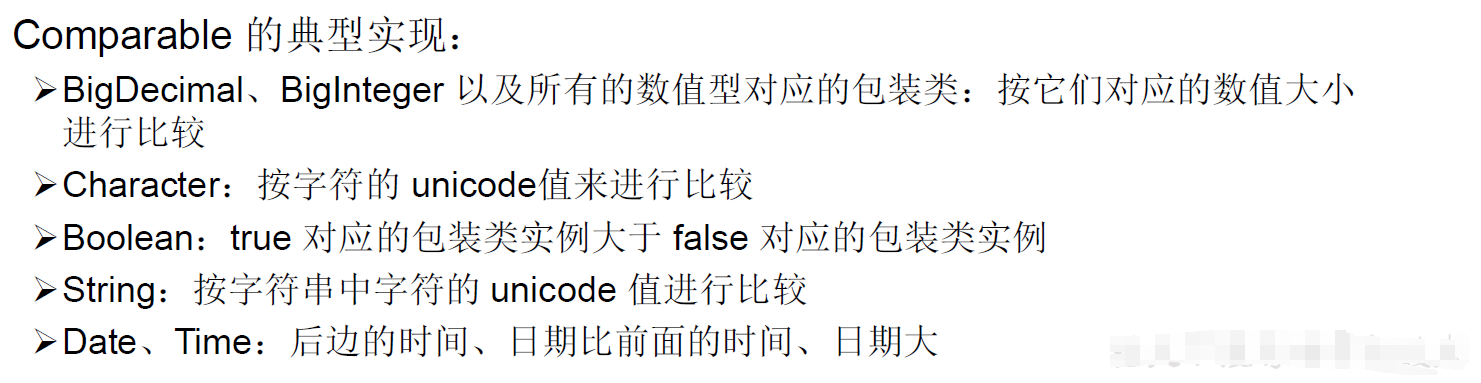 Comparable 的典型实现：
➢BigDecimal、BigInteger 以及所有的数值型对应的包装类：按它们对应的数值大小
进行比较
➢Character：按字符的 unicode值来进行比较
➢Boolean：true 对应的包装类实例大于 false 对应的包装类实例
➢String：按字符串中字符的 unicode 值进行比较
➢Date、Time：后边的时间、日期比前面的时间、日期大